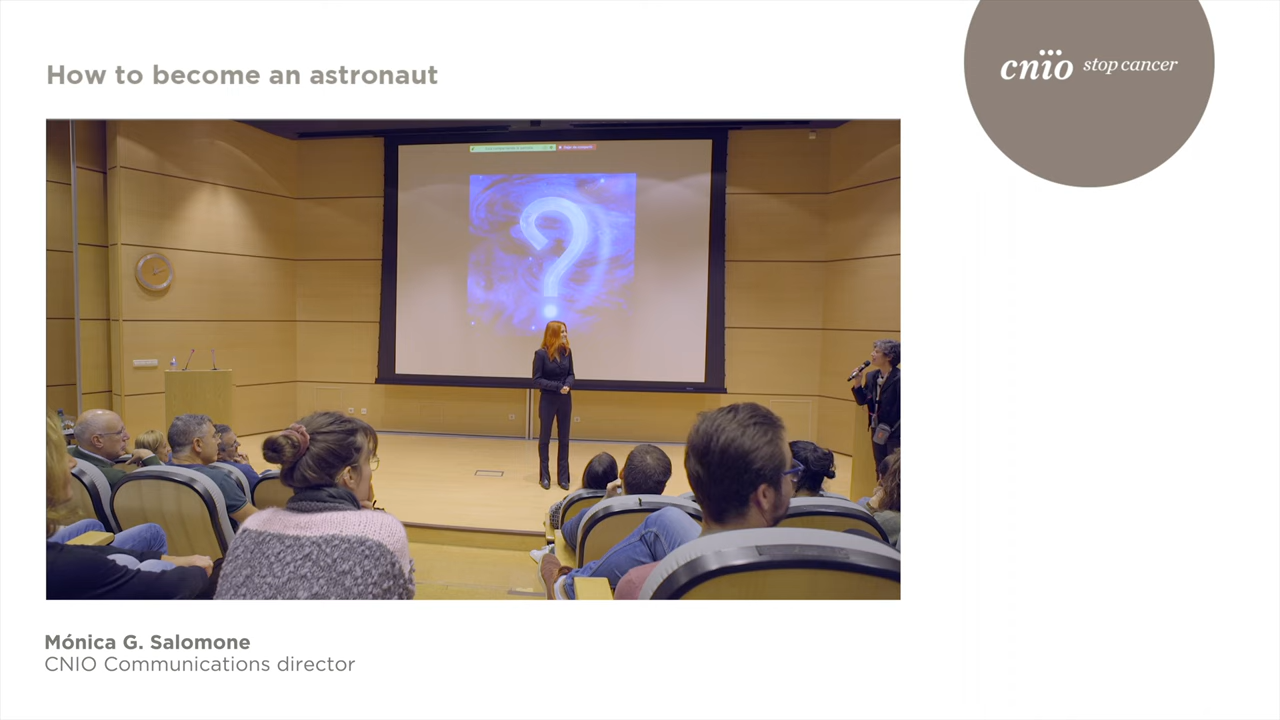 How to become an astronaut
cnio stop cancer
Mónica G. Salomone
CNIO Communications director